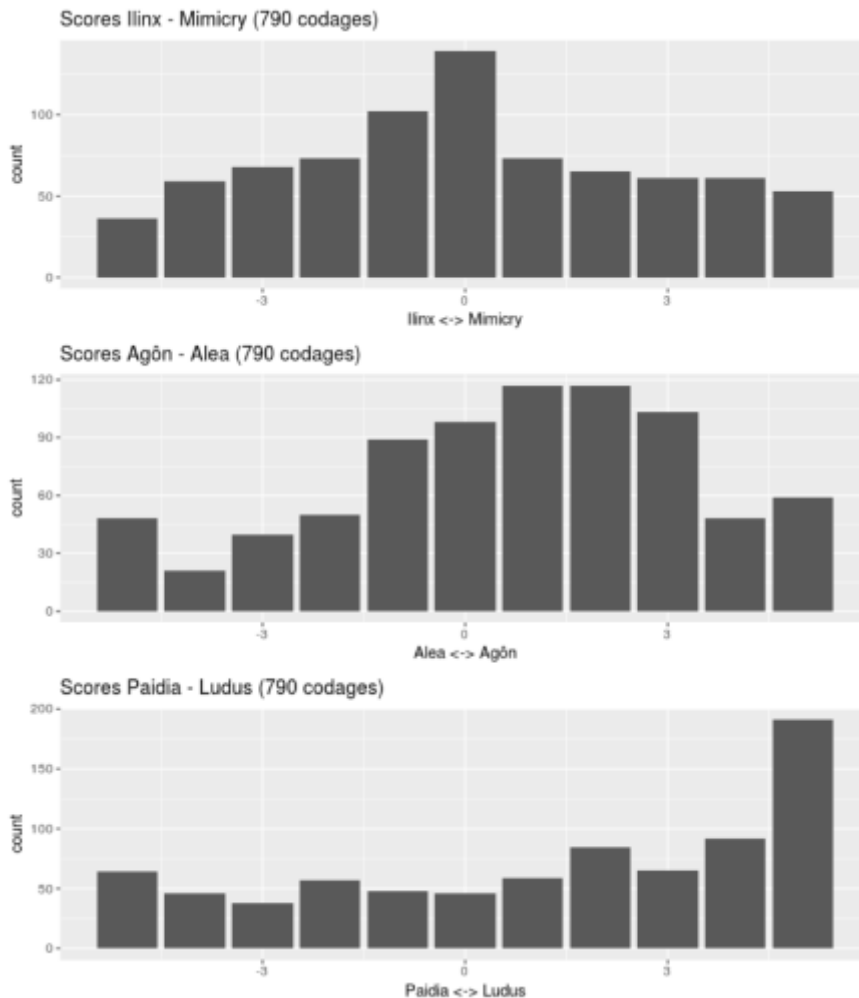 Scores Ilinx - Mimicry (790 codages)
100
50
0
count
-3 0 3
Ilinx <-> Mimicry
Scores Agôn - Alea (790 codages)
120
90
60
30
0
count
-3 0 3
Alea <-> Agôn
Scores Paidia - Ludus (790 codages)
200
150
100
50
0
count
-3 0 3
Paidia <-> Ludus